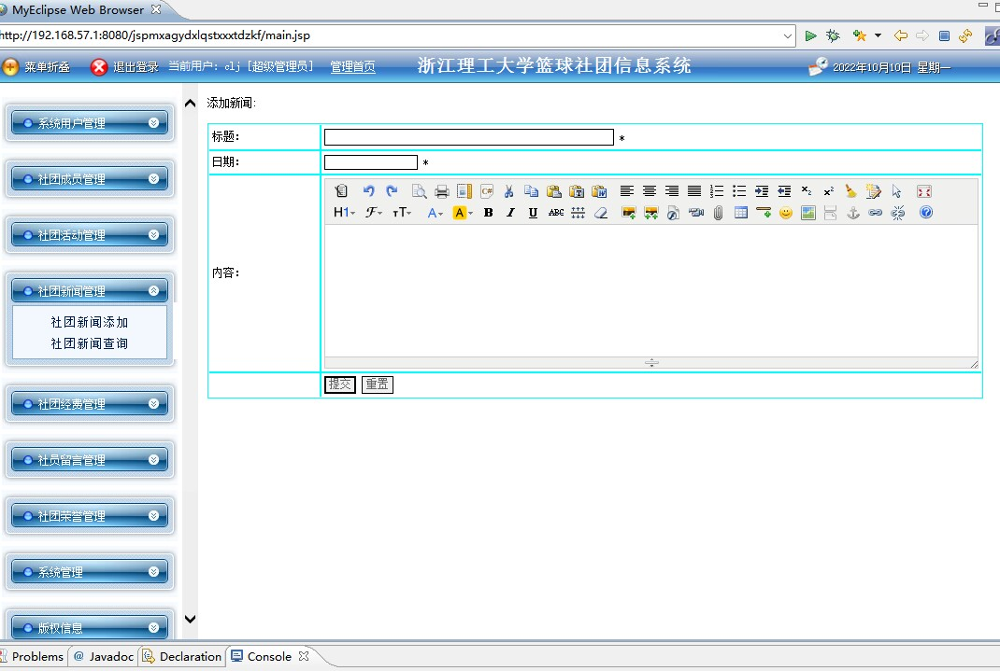 MyEclipse Web Browser
http://192.168.57.1:8080/jspmxagydxlqstxxxtdzkf/main.jsp
菜单折叠 退出登录 当前用户：clj [超级管理员] 管理首页 浙江理工大学篮球社团信息系统 2022年10月10日 星期一
系统用户管理
社团成员管理
社团活动管理
社团新闻管理
社团新闻添加
社团新闻查询
社团经费管理
社员留言管理
社团荣誉管理
系统管理
版权信息
添加新闻:
标题： *
日期： *
H1 F тT A A B I U ABC
内容：
提交 重置
Problems @ Javadoc Declaration Console